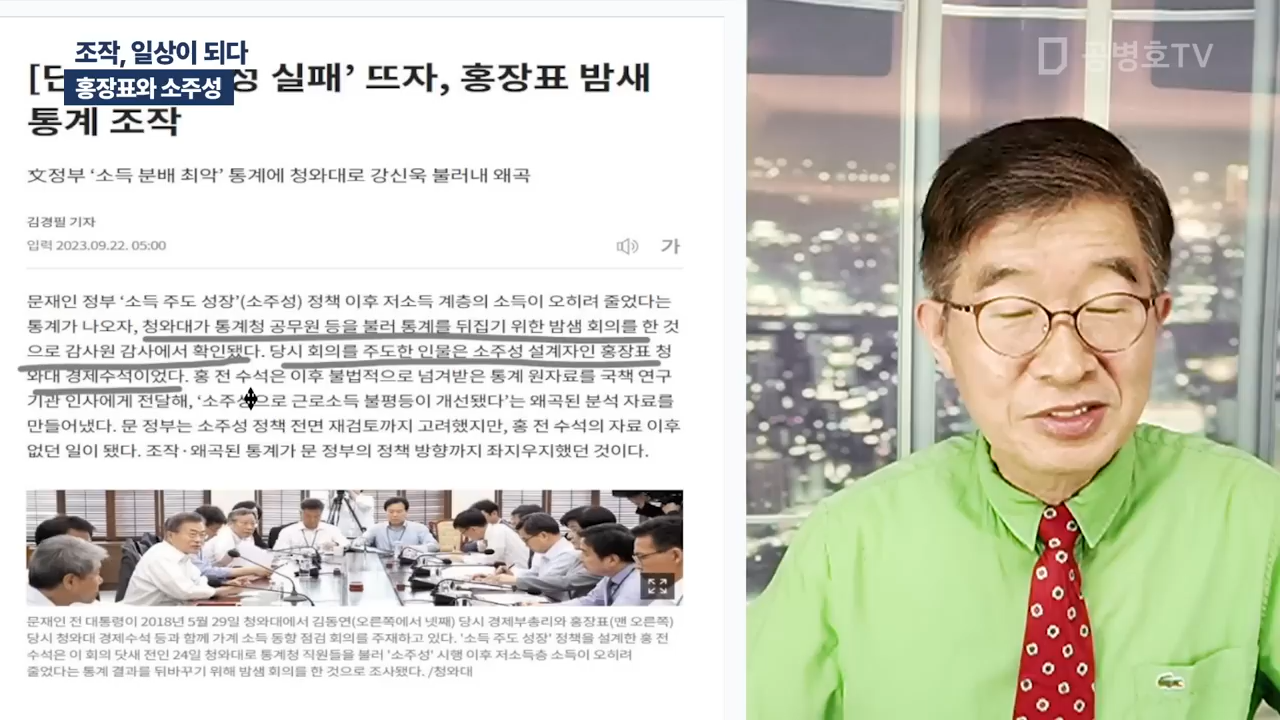 조작, 일상이 되다
홍장표와 소주성
[단 성 실패’ 뜨자, 홍장표 밤새
통계 조작
文정부 ‘소득 분배 최악’ 통계에 청와대로 강신욱 불러내 왜곡
김경필 기자
입력 2023.09.22. 05:00
가
문재인 정부 ‘소득 주도 성장’(소주성) 정책 이후 저소득 계층의 소득이 오히려 줄었다는
통계가 나오자, 청와대가 통계청 공무원 등을 불러 통계를 뒤집기 위한 밤샘 회의를 한 것
으로 감사원 감사에서 확인됐다. 당시 회의를 주도한 인물은 소주성 설계자인 홍장표 청
와대 경제수석이었다. 홍 전 수석은 이후 불법적으로 넘겨받은 통계 원자료를 국책 연구
기관 인사에게 전달해, ‘소주성으로 근로소득 불평등이 개선됐다’는 왜곡된 분석 자료를
만들어냈다. 문 정부는 소주성 정책 전면 재검토까지 고려했지만, 홍 전 수석의 자료 이후
없던 일이 됐다. 조작·왜곡된 통계가 문 정부의 정책 방향까지 좌지우지했던 것이다.
문재인 전 대통령이 2018년 5월 29일 청와대에서 김동연(오른쪽에서 넷째) 당시 경제부총리와 홍장표(맨 오른쪽)
당시 청와대 경제수석 등과 함께 가계 소득 동향 점검 회의를 주재하고 있다. '소득 주도 성장' 정책을 설계한 홍 전
수석은 이 회의 닷새 전인 24일 청와대로 통계청 직원들을 불러 '소주성' 시행 이후 저소득층 소득이 오히려
줄었다는 통계 결과를 뒤바꾸기 위해 밤샘 회의를 한 것으로 조사됐다. /청와대
공병호TV